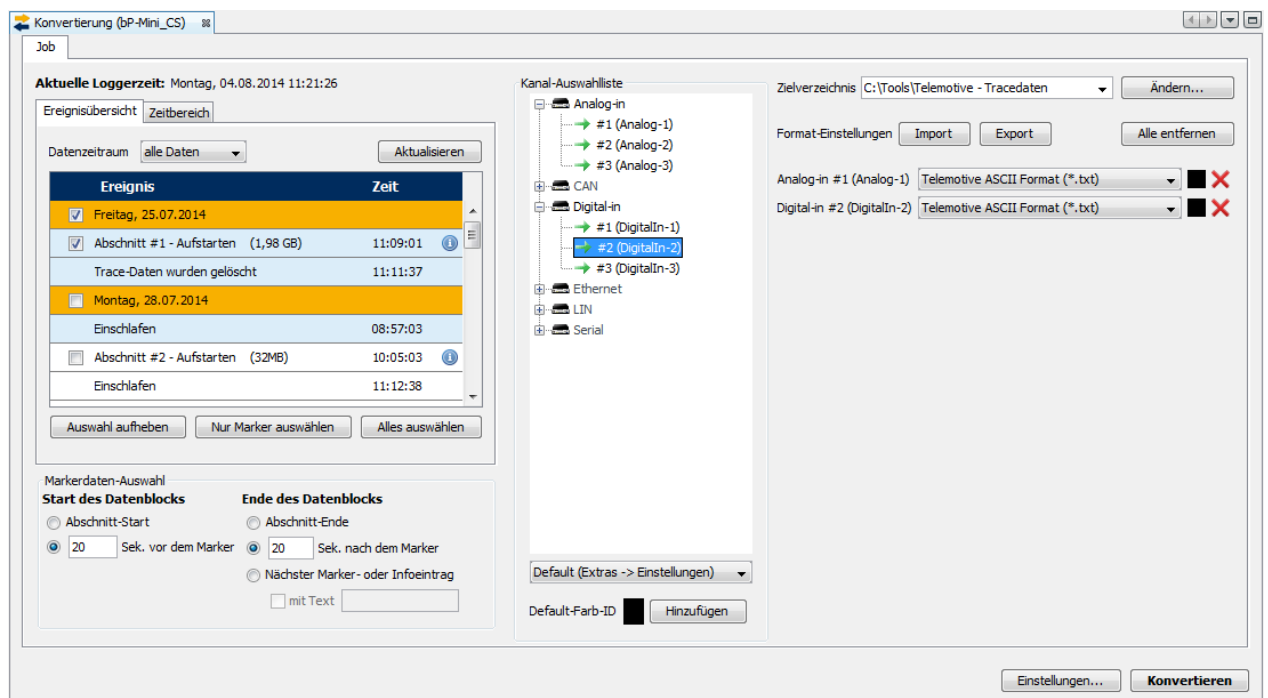 Konvertierung (bP-Mini_CS)
Job
Aktuelle Loggerzeit: Montag, 04.08.2014 11:21:26
Ereignisübersicht Zeitbereich
Datenzeitraum alle Daten Aktualisieren
Ereignis Zeit
Freitag, 25.07.2014
Abschnitt #1 - Aufstarten (1,98 GB) 11:09:01
Trace-Daten wurden gelöscht 11:11:37
Montag, 28.07.2014
Einschlafen 08:57:03
Abschnitt #2 - Aufstarten (32MB) 10:05:03
Einschlafen 11:12:38
Auswahl aufheben Nur Marker auswählen Alles auswählen
Markerdaten-Auswahl
Start des Datenblocks Ende des Datenblocks
Abschnitt-Start Abschnitt-Ende
20 Sek. vor dem Marker 20 Sek. nach dem Marker
Nächster Marker- oder Infoeintrag
mit Text
Kanal-Auswahlliste
Analog-in
#1 (Analog-1)
#2 (Analog-2)
#3 (Analog-3)
CAN
Digital-in
#1 (DigitalIn-1)
#2 (DigitalIn-2)
#3 (DigitalIn-3)
Ethernet
LIN
Serial
Default (Extras -> Einstellungen)
Default-Farb-ID Hinzufügen
Zielverzeichnis C:\Tools\Telemotive - Tracedaten Ändern...
Format-Einstellungen Import Export Alle entfernen
Analog-in #1 (Analog-1) Telemotive ASCII Format (*.txt)
Digital-in #2 (DigitalIn-2) Telemotive ASCII Format (*.txt)
Einstellungen... Konvertieren